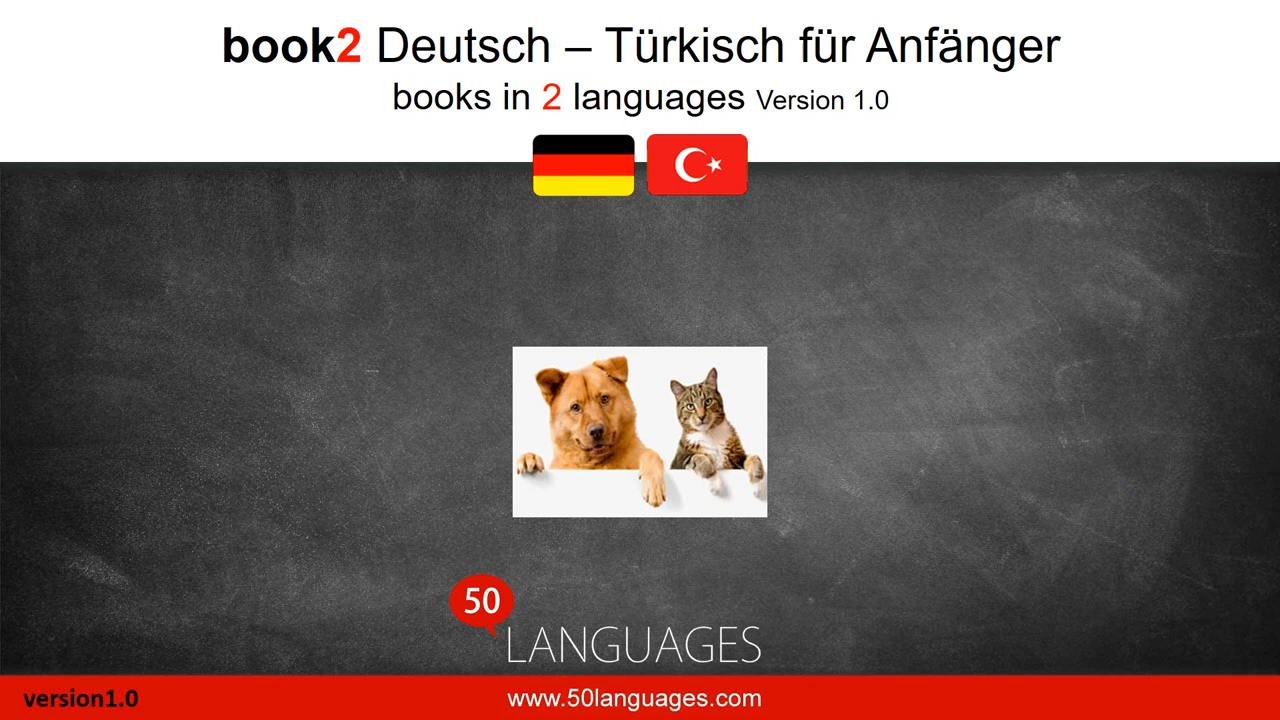 book2 Deutsch – Türkisch für Anfänger
books in 2 languages Version 1.0
50
LANGUAGES
version1.0
www.50languages.com